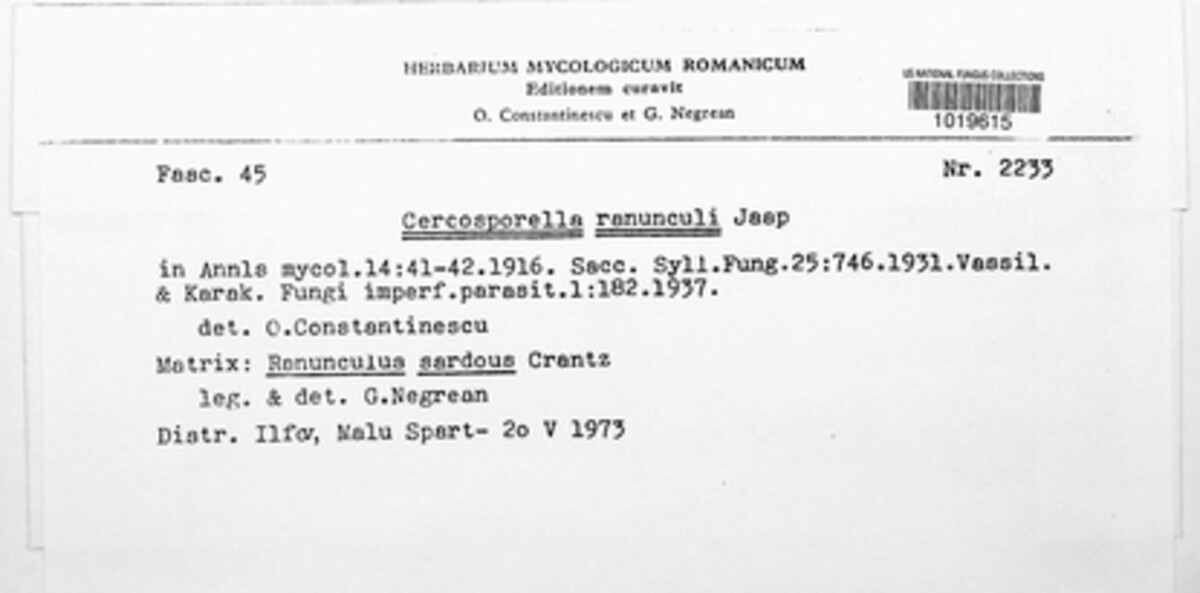 HERBARIUM MYCOLOGICUM ROMANICUM
Editionem curavit
O. Constantinescu et G. Negrean
US NATIONAL FUNGUS COLLECTIONS
1019615
Fasc. 45
Nr. 2233
Cercosporella ranunculi Jaap
in Annls mycol.14:41-42.1916. Sacc. Syll.Fung.25:746.1931.Vassil.
& Karak. Fungi imperf.parasit.1:182.1937.
det. O.Constantinescu
Matrix: Ranunculus sardous Crantz
leg. & det. G.Negrean
Distr. Ilfov, Malu Spart- 2o V 1973